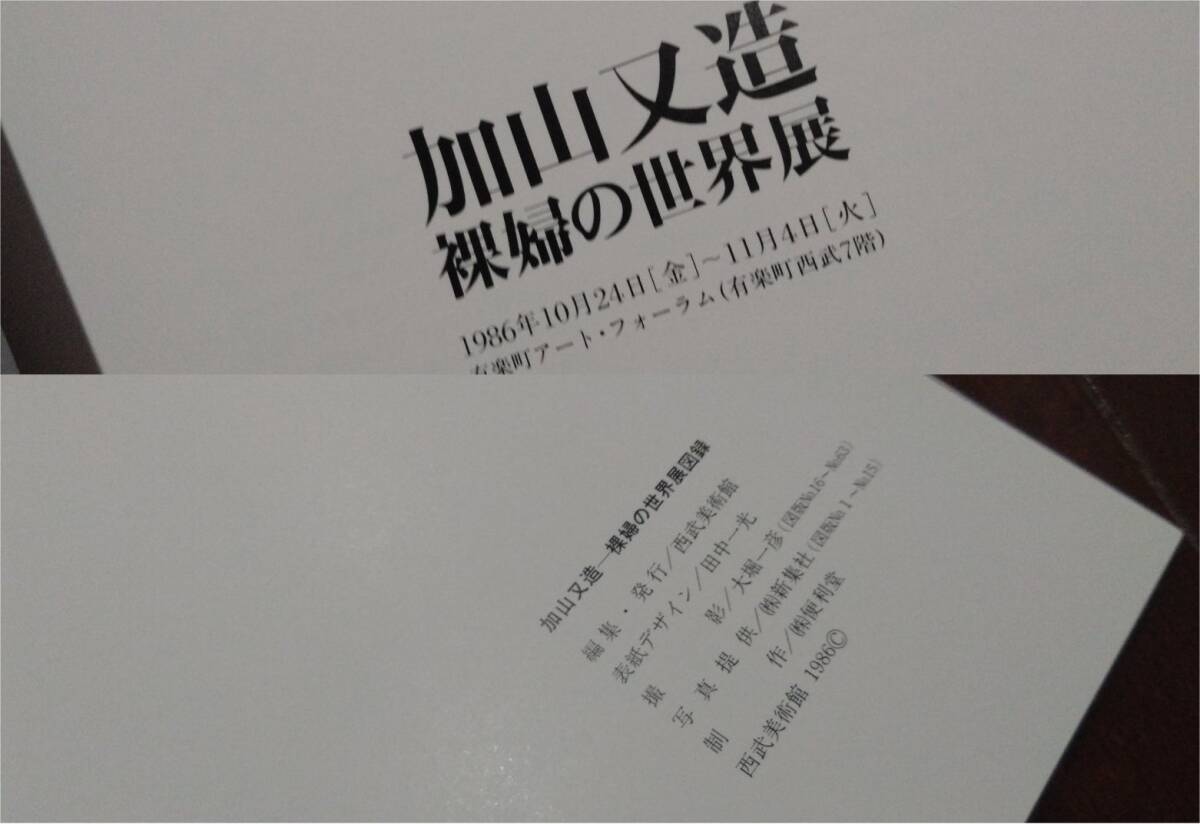 加山又造
裸婦の世界展
1986年10月24日[金]〜11月4日[火]
有楽町アート・フォーラム(有楽町西武7階)
加山又造―裸婦の世界展図録
編集・発行/西武美術館
表紙デザイン/田中一光
撮影/大堀一彦(図版No.16〜No.63)
写真提供/(株)新集社(図版No.1〜No.15)
制作/(株)便利堂
西武美術館 1986©